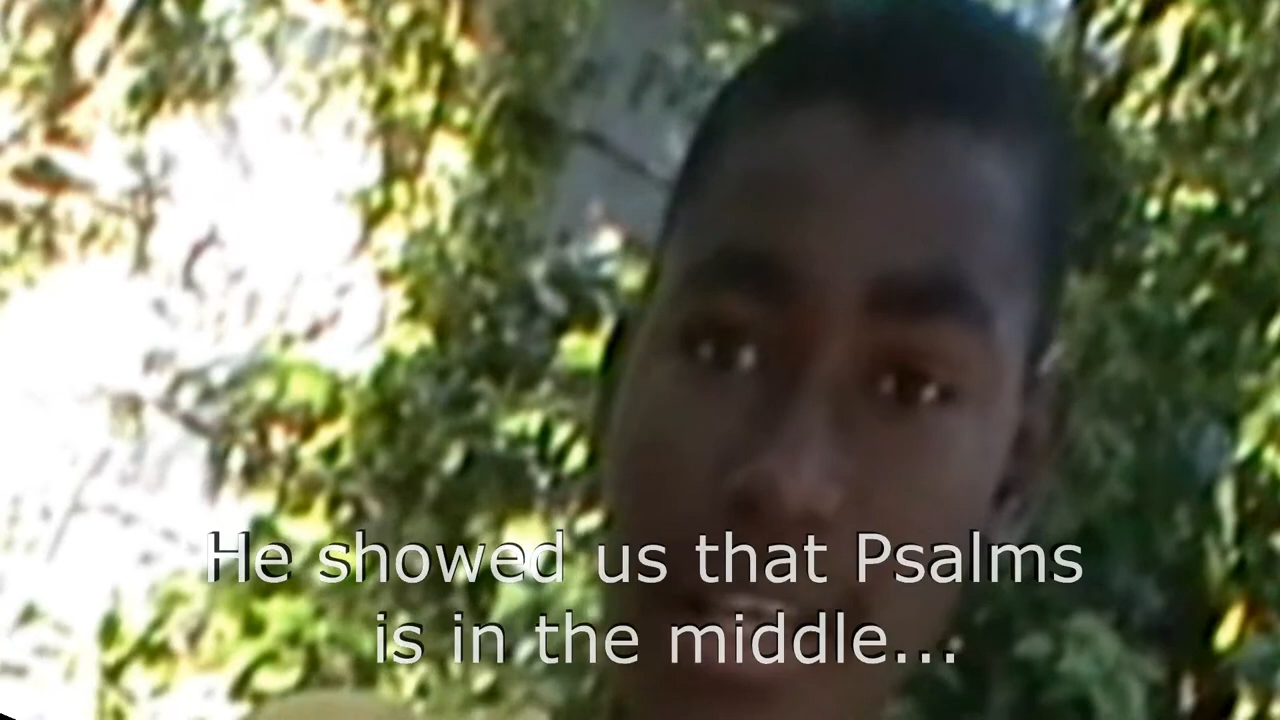 He showed us that Psalms
is in the middle...